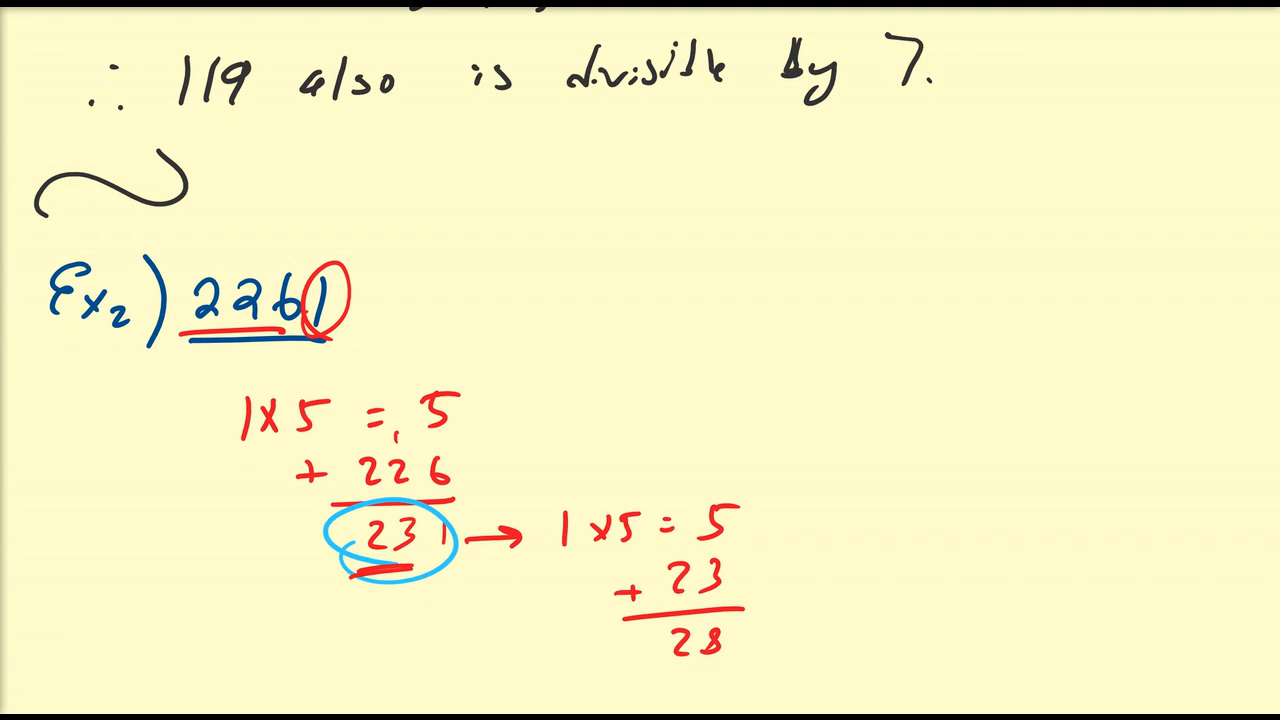 ∴ 119 also is divisible by 7.
Ex2) 2261
1 x 5 = 5
+ 226
231 → 1 x 5 = 5
+ 23
28